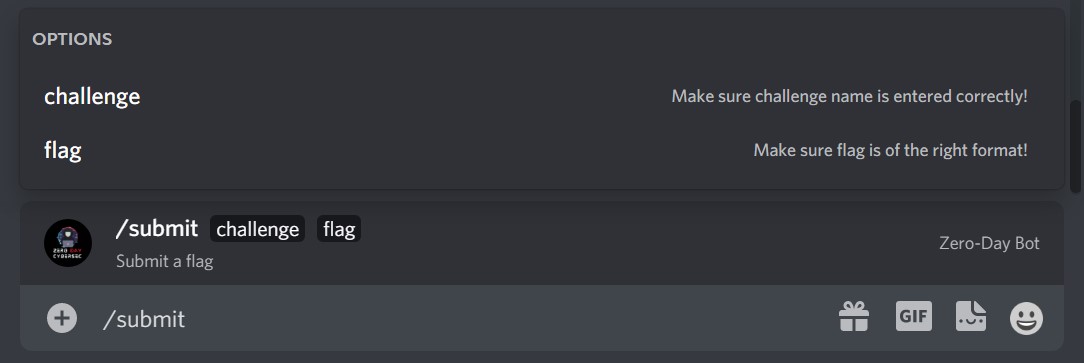 OPTIONS
challenge Make sure challenge name is entered correctly!
flag Make sure flag is of the right format!
/submit challenge flag
ZERO DAY
CYBERSEC
Submit a flag
Zero-Day Bot
/submit
GIF